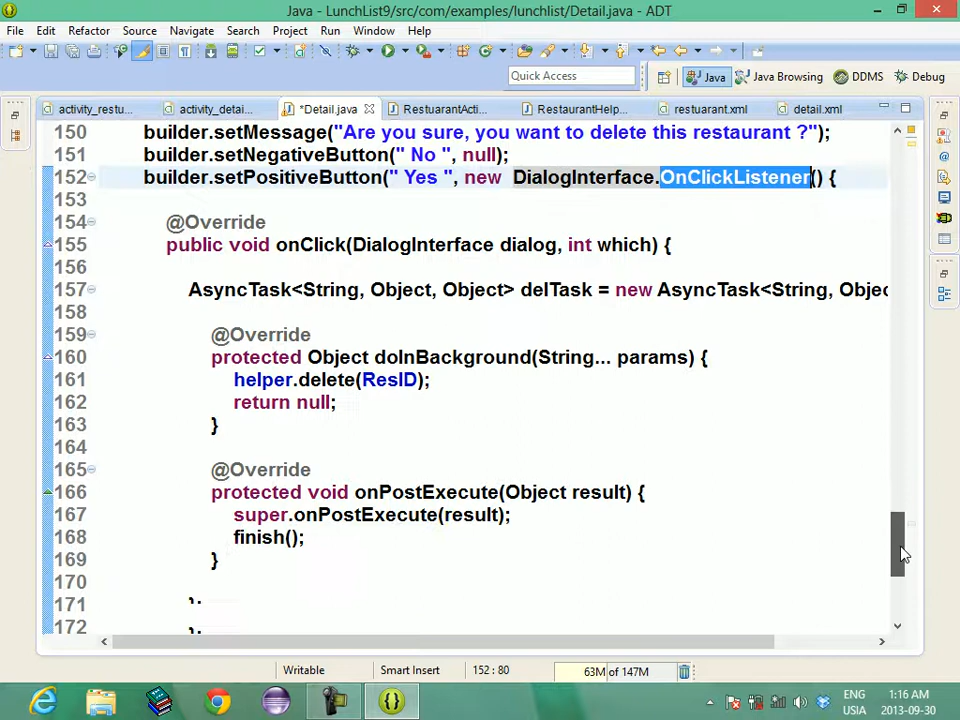 Java - LunchList9/src/com/examples/lunchlist/Detail.java - ADT
File Edit Refactor Source Navigate Search Project Run Window Help
Quick Access Java Java Browsing DDMS Debug
activity_restu... activity_detai... *Detail.java RestuarantActi... RestaurantHelp... restuarant.xml detail.xml
150 builder.setMessage("Are you sure, you want to delete this restaurant ?");
151 builder.setNegativeButton(" No ", null);
152 builder.setPositiveButton(" Yes ", new DialogInterface.OnClickListener() {
153
154 @Override
155 public void onClick(DialogInterface dialog, int which) {
156
157 AsyncTask<String, Object, Object> delTask = new AsyncTask<String, Objec
158
159 @Override
160 protected Object doInBackground(String... params) {
161 helper.delete(ResID);
162 return null;
163 }
164
165 @Override
166 protected void onPostExecute(Object result) {
167 super.onPostExecute(result);
168 finish();
169 }
170
171
172
Writable Smart Insert 152 : 80 63M of 147M
ENG 1:16 AM
USIA 2013-09-30